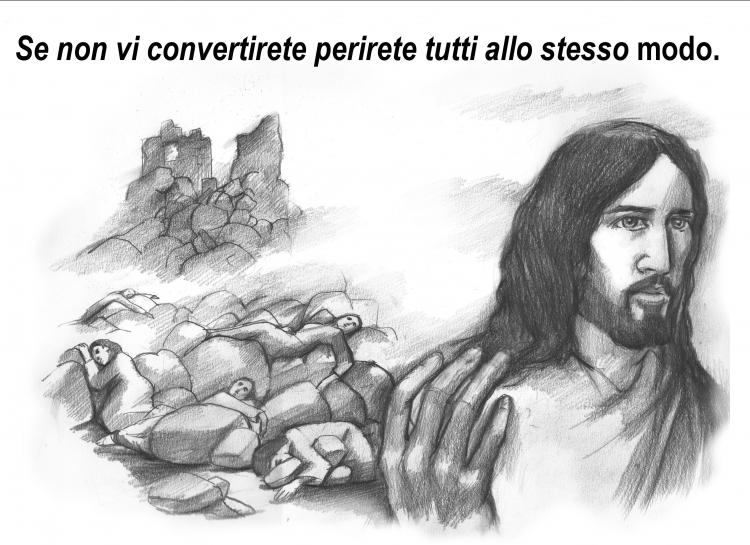 Se non vi convertirete perirete tutti allo stesso modo.